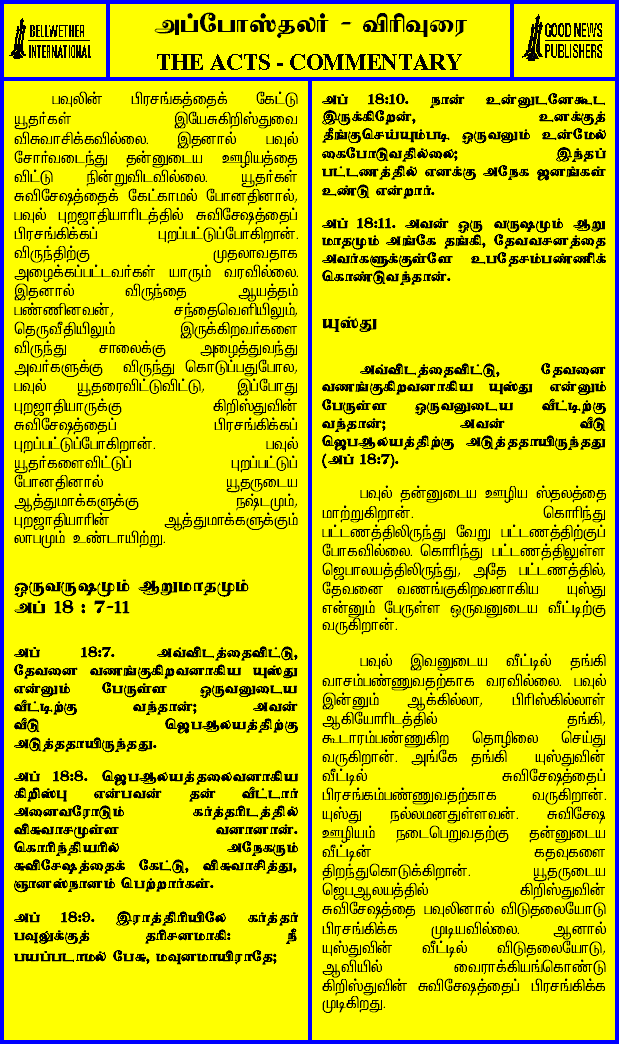 BELLWETHER
INTERNATIONAL
அப்போஸ்தலர் - விரிவுரை
THE ACTS - COMMENTARY
GOOD NEWS
PUBLISHERS
பவுலின் பிரசங்கத்தைக் கேட்டு
யூதர்கள் இயேசுகிறிஸ்துவை
விசுவாசிக்கவில்லை. இதனால் பவுல்
சோர்வடைந்து தன்னுடைய ஊழியத்தை
விட்டு நின்றுவிடவில்லை. யூதர்கள்
சுவிசேஷத்தைக் கேட்காமல் போனதினால்,
பவுல் புறஜாதியாரிடத்தில் சுவிசேஷத்தைப்
பிரசங்கிக்கப் புறப்பட்டுப்போகிறான்.
விருந்திற்கு முதலாவதாக
அழைக்கப்பட்டவர்கள் யாரும் வரவில்லை.
இதனால் விருந்தை ஆயத்தம்
பண்ணினவன், சந்தைவெளியிலும்,
தெருவீதியிலும் இருக்கிறவர்களை
விருந்து சாலைக்கு அழைத்துவந்து
அவர்களுக்கு விருந்து கொடுப்பதுபோல,
பவுல் யூதரைவிட்டுவிட்டு, இப்போது
புறஜாதியாருக்கு கிறிஸ்துவின்
சுவிசேஷத்தைப் பிரசங்கிக்கப்
புறப்பட்டுப்போகிறான். பவுல்
யூதர்களைவிட்டுப் புறப்பட்டுப்
போனதினால் யூதருடைய
ஆத்துமாக்களுக்கு நஷ்டமும்,
புறஜாதியாரின் ஆத்துமாக்களுக்கும்
லாபமும் உண்டாயிற்று.
ஒருவருஷமும் ஆறுமாதமும்
அப் 18 : 7-11
அப் 18:7. அவ்விடத்தைவிட்டு,
தேவனை வணங்குகிறவனாகிய யுஸ்து
என்னும் பேருள்ள ஒருவனுடைய
வீட்டிற்கு வந்தான்; அவன்
வீடு ஜெபஆலயத்திற்கு
அடுத்ததாயிருந்தது.
அப் 18:8. ஜெபஆலயத்தலைவனாகிய
கிறிஸ்பு என்பவன் தன் வீட்டார்
அனைவரோடும் கர்த்தரிடத்தில்
விசுவாசமுள்ள வனானான்.
கொரிந்தியரில் அநேகரும்
சுவிசேஷத்தைக் கேட்டு, விசுவாசித்து,
ஞானஸ்நானம் பெற்றார்கள்.
அப் 18:9. இராத்திரியிலே கர்த்தர்
பவுலுக்குத் தரிசனமாகி: நீ
பயப்படாமல் பேசு, மவுனமாயிராதே;
அப் 18:10. நான் உன்னுடனேகூட
இருக்கிறேன், உனக்குத்
தீங்குசெய்யும்படி ஒருவனும் உன்மேல்
கைபோடுவதில்லை; இந்தப்
பட்டணத்தில் எனக்கு அநேக ஜனங்கள்
உண்டு என்றார்.
அப் 18:11. அவன் ஒரு வருஷமும் ஆறு
மாதமும் அங்கே தங்கி, தேவவசனத்தை
அவர்களுக்குள்ளே உபதேசம்பண்ணிக்
கொண்டுவந்தான்.
யுஸ்து
அவ்விடத்தைவிட்டு, தேவனை
வணங்குகிறவனாகிய யுஸ்து என்னும்
பேருள்ள ஒருவனுடைய வீட்டிற்கு
வந்தான்; அவன் வீடு
ஜெபஆலயத்திற்கு அடுத்ததாயிருந்தது
(அப் 18:7).
பவுல் தன்னுடைய ஊழிய ஸ்தலத்தை
மாற்றுகிறான். கொரிந்து
பட்டணத்திலிருந்து வேறு பட்டணத்திற்குப்
போகவில்லை. கொரிந்து பட்டணத்திலுள்ள
ஜெபாலயத்திலிருந்து, அதே பட்டணத்தில்,
தேவனை வணங்குகிறவனாகிய யுஸ்து
என்னும் பேருள்ள ஒருவனுடைய வீட்டிற்கு
வருகிறான்.
பவுல் இவனுடைய வீட்டில் தங்கி
வாசம்பண்ணுவதற்காக வரவில்லை. பவுல்
இன்னும் ஆக்கில்லா, பிரிஸ்கில்லாள்
ஆகியோரிடத்தில் தங்கி,
கூடாரம்பண்ணுகிற தொழிலை செய்து
வருகிறான். அங்கே தங்கி யுஸ்துவின்
வீட்டில் சுவிசேஷத்தைப்
பிரசங்கம்பண்ணுவதற்காக வருகிறான்.
யுஸ்து நல்லமனதுள்ளவன். சுவிசேஷ
ஊழியம் நடைபெறுவதற்கு தன்னுடைய
வீட்டின் கதவுகளை
திறந்துகொடுக்கிறான். யூதருடைய
ஜெபஆலயத்தில் கிறிஸ்துவின்
சுவிசேஷத்தை பவுலினால் விடுதலையோடு
பிரசங்கிக்க முடியவில்லை. ஆனால்
யுஸ்துவின் வீட்டில் விடுதலையோடு,
ஆவியில் வைராக்கியங்கொண்டு
கிறிஸ்துவின் சுவிசேஷத்தைப் பிரசங்கிக்க
முடிகிறது.